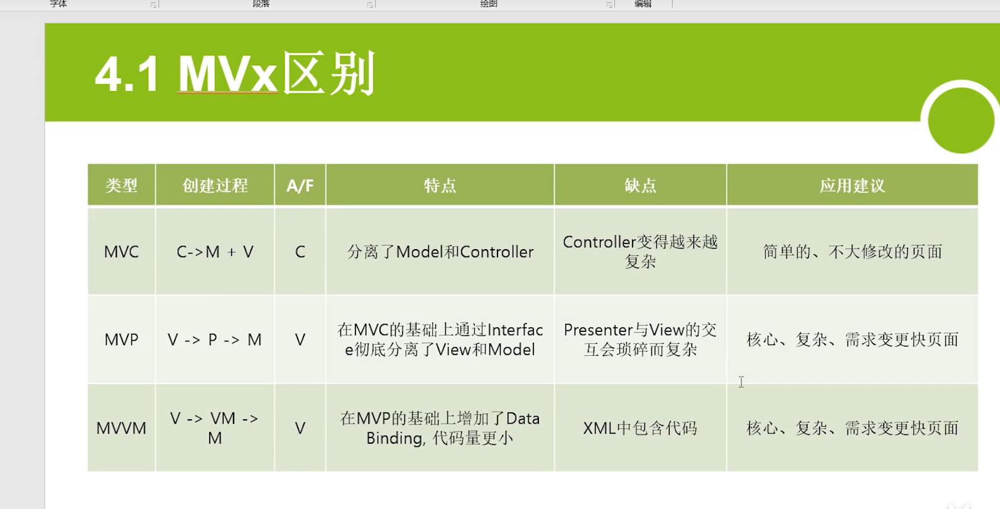 字体 段落 绘图 编辑
4.1 MVx区别
类型 创建过程 A/F 特点 缺点 应用建议
MVC C->M + V C 分离了Model和Controller Controller变得越来越
复杂 简单的、不大修改的页面
MVP V -> P -> M V 在MVC的基础上通过Interfac
e彻底分离了View和Model Presenter与View的交
互会琐碎而复杂 核心、复杂、需求变更快页面
MVVM V -> VM ->
M V 在MVP的基础上增加了Data
Binding, 代码量更小 XML中包含代码 核心、复杂、需求变更快页面